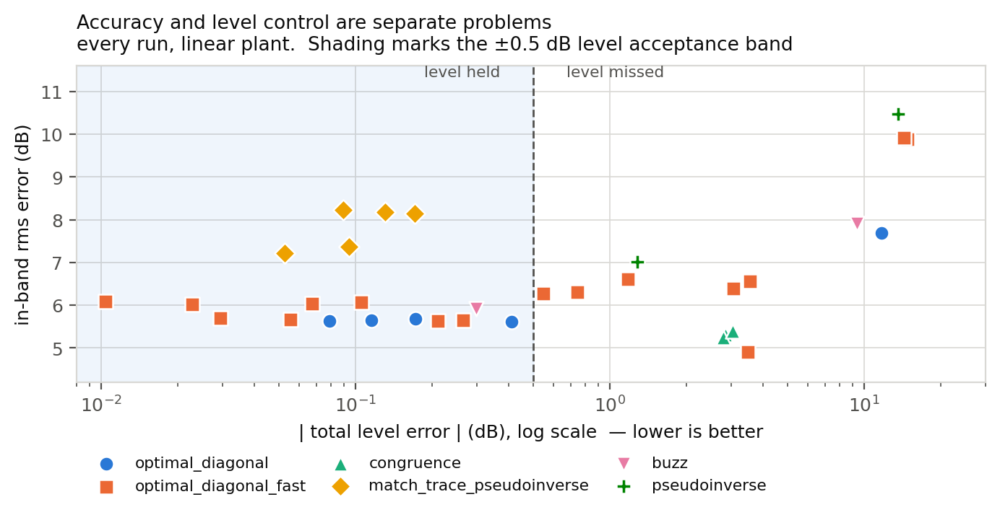 Accuracy and level control are separate problems
every run, linear plant.  Shading marks the ±0.5 dB level acceptance band
level held
level missed
11
10
9
8
7
6
5
in-band rms error (dB)
10⁻²
10⁻¹
10⁰
10¹
| total level error | (dB), log scale  — lower is better
optimal_diagonal
optimal_diagonal_fast
congruence
match_trace_pseudoinverse
buzz
pseudoinverse